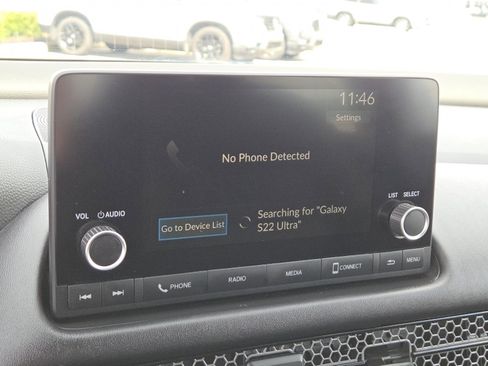 11:46
Settings
No Phone Detected
VOL AUDIO
LIST SELECT
Go to Device List
Searching for "Galaxy
S22 Ultra"
PHONE RADIO MEDIA CONNECT MENU